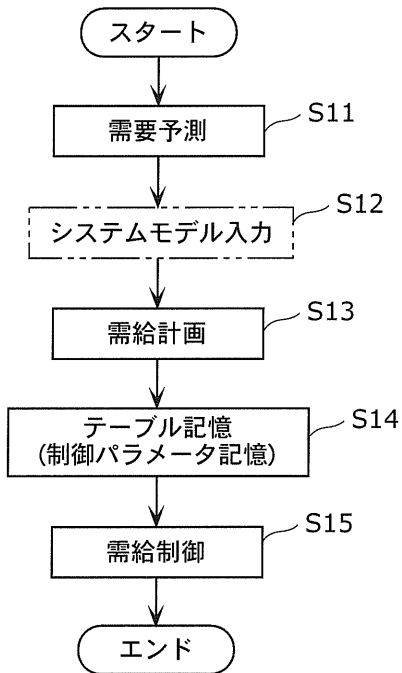 スタート
需要予測
S11
システムモデル入力
S12
需給計画
S13
テーブル記憶
(制御パラメータ記憶)
S14
需給制御
S15
エンド